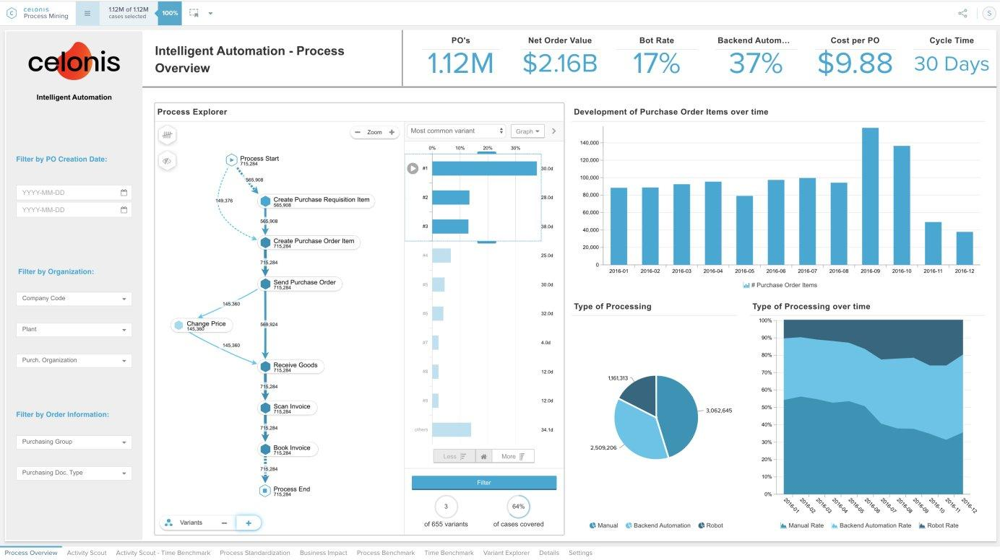 celonis
Process Mining
1.12M of 1.12M
cases selected
100%
S
celonis
Intelligent Automation
Filter by PO Creation Date:
YYYY-MM-DD
YYYY-MM-DD
Filter by Organization:
Company Code
Plant
Purch. Organization
Filter by Order Information:
Purchasing Group
Purchasing Doc. Type
Intelligent Automation - Process
Overview
PO's
1.12M
Net Order Value
$2.16B
Bot Rate
17%
Backend Autom...
37%
Cost per PO
$9.88
Cycle Time
30 Days
Process Explorer
Zoom
Process Start
715,284
565,908
149,376
Create Purchase Requisition Item
565,908
565,908
Create Purchase Order Item
715,284
715,284
Send Purchase Order
715,284
145,360
Change Price
145,360
569,924
145,360
Receive Goods
715,284
715,284
Scan Invoice
715,284
715,284
Book Invoice
715,284
715,284
Process End
715,284
Variants
Most common variant
Graph
0% 10% 20% 30%
#1 30.0d
#2 28.0d
#3 38.0d
#4 25.0d
#5 30.0d
#6 32.0d
#7 4.0d
#8 12.0d
#9 12.0d
others 34.1d
Less More
Filter
3 64%
of 655 variants of cases covered
Development of Purchase Order Items over time
140,000
120,000
100,000
80,000
60,000
40,000
20,000
0
2016-01 2016-02 2016-03 2016-04 2016-05 2016-06 2016-07 2016-08 2016-09 2016-10 2016-11 2016-12
# Purchase Order Items
Type of Processing
1,161,313
3,062,645
2,509,206
Manual Backend Automation Robot
Type of Processing over time
100%
90%
80%
70%
60%
50%
40%
30%
20%
10%
0%
2016-01 2016-02 2016-03 2016-04 2016-05 2016-06 2016-07 2016-08 2016-09 2016-10 2016-11 2016-12
Manual Rate Backend Automation Rate Robot Rate
Process Overview Activity Scout Activity Scout - Time Benchmark Process Standardization Business Impact Process Benchmark Time Benchmark Variant Explorer Details Settings